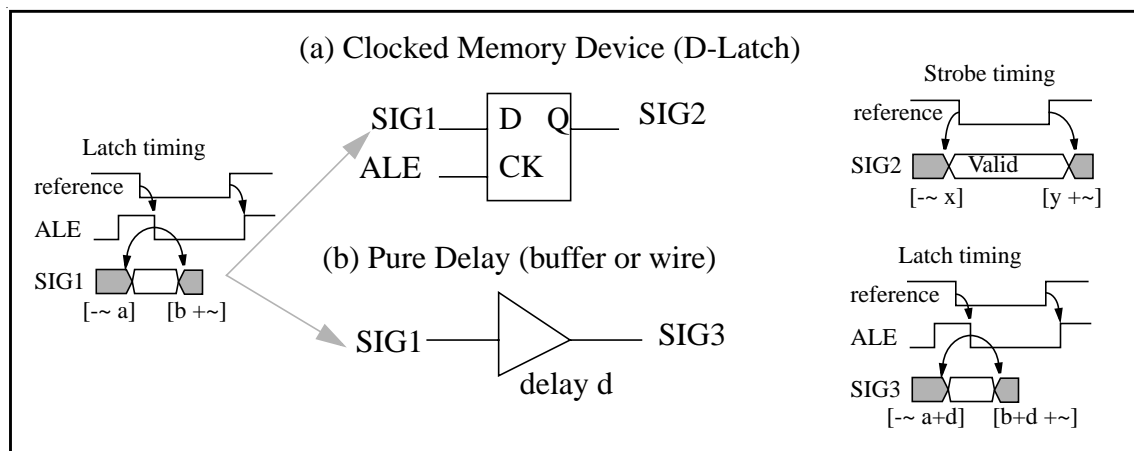 (a) Clocked Memory Device (D-Latch)
Strobe timing
SIG1
D
Q
SIG2
reference
Latch timing
ALE
CK
SIG2
Valid
reference
[-~ x]
[y +~]
ALE
(b) Pure Delay (buffer or wire)
Latch timing
SIG1
reference
[-~ a]
[b +~]
SIG1
SIG3
ALE
delay d
SIG3
[-~ a+d]
[b+d +~]